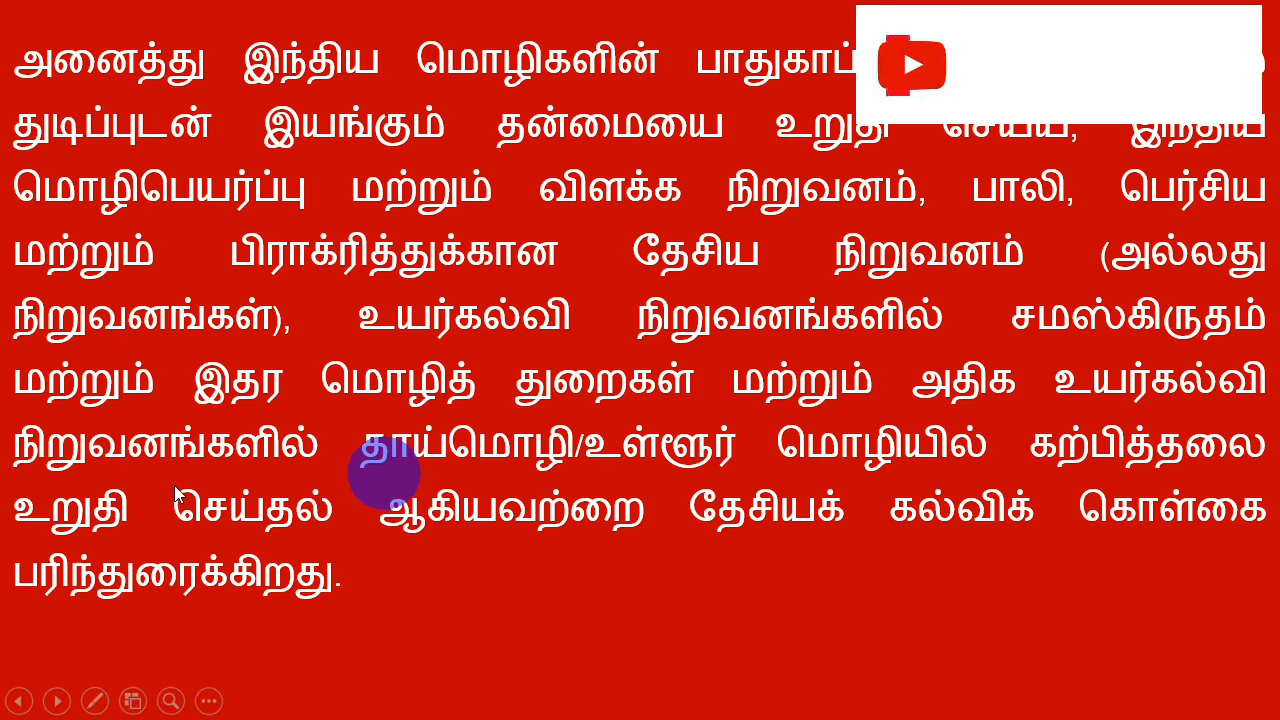 அனைத்து இந்திய மொழிகளின்
துடிப்புடன் இயங்கும் தன்மையை உறுதி செய்ய, இந்திய
மொழிபெயர்ப்பு மற்றும் விளக்க நிறுவனம், பாலி, பெர்சிய
மற்றும் பிராக்ரித்துக்கான தேசிய நிறுவனம் (அல்லது
நிறுவனங்கள்), உயர்கல்வி நிறுவனங்களில் சமஸ்கிருதம்
மற்றும் இதர மொழித் துறைகள் மற்றும் அதிக உயர்கல்வி
நிறுவனங்களில் தாய்மொழி/உள்ளூர் மொழியில் கற்பித்தலை
உறுதி செய்தல் ஆகியவற்றை தேசியக் கல்விக் கொள்கை
பரிந்துரைக்கிறது.